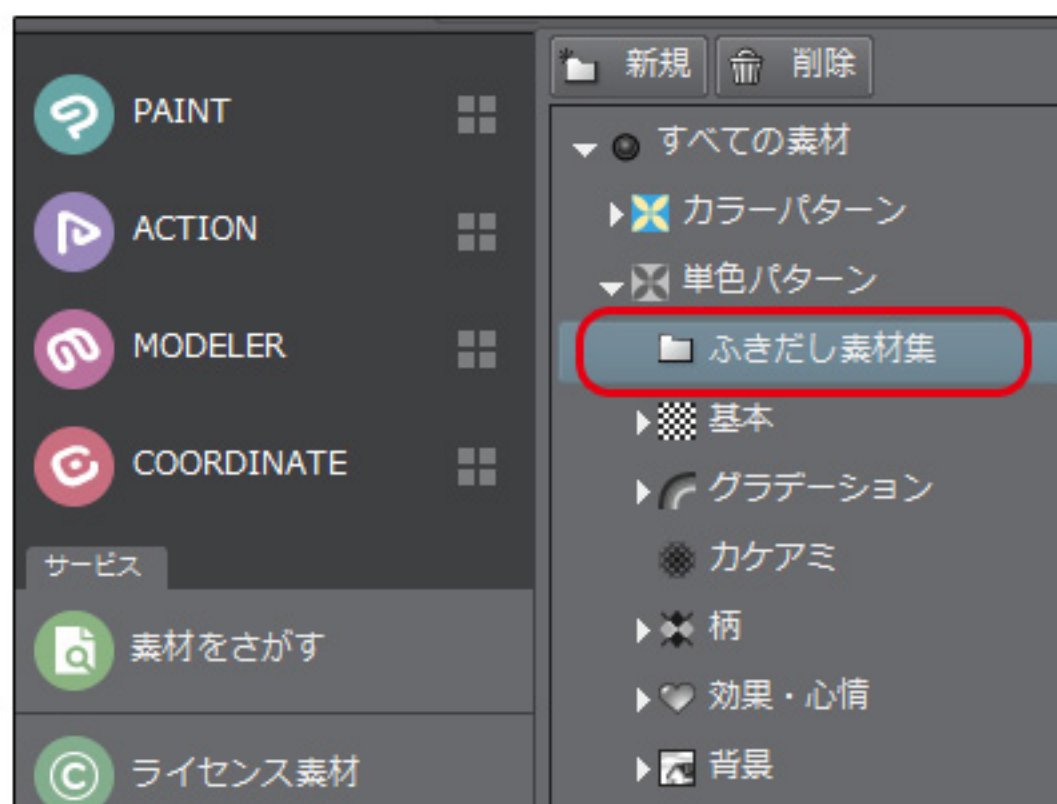 PAINT
ACTION
MODELER
COORDINATE
サービス
素材をさがす
ライセンス素材
新規 削除
すべての素材
カラーパターン
単色パターン
ふきだし素材集
基本
グラデーション
カケアミ
柄
効果・心情
背景